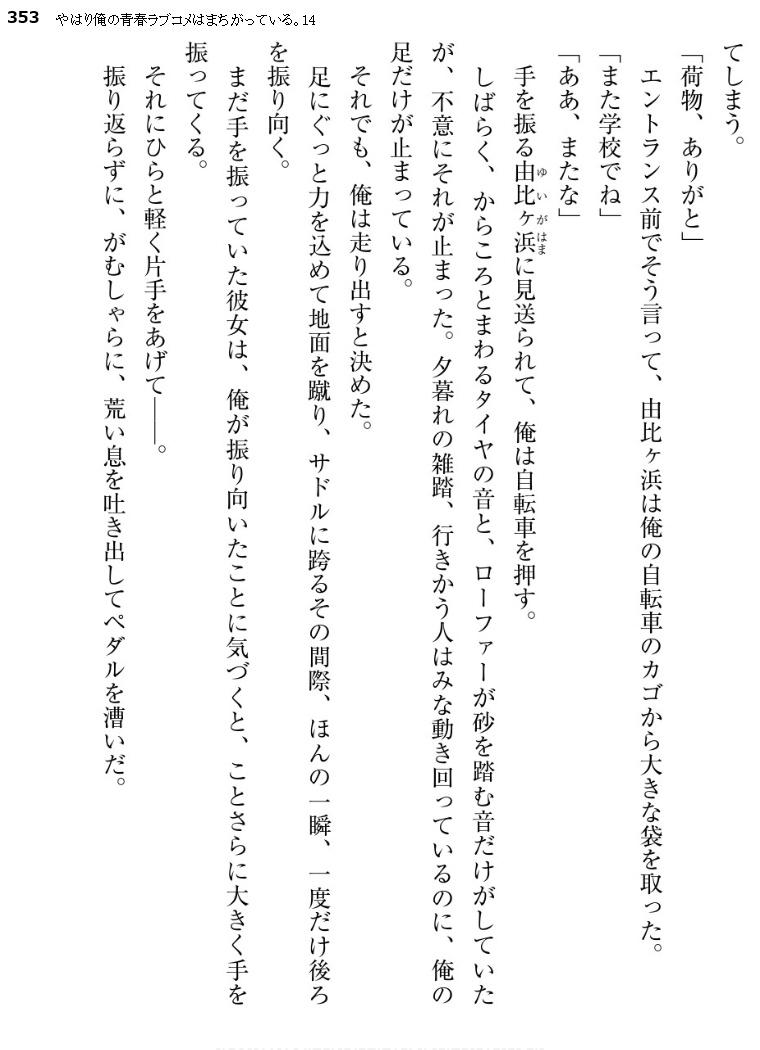 353 やはり俺の青春ラブコメはまちがっている。14
てしまう。
「荷物、ありがと」
エントランス前でそう言って、由比ヶ浜は俺の自転車のカゴから大きな袋を取った。
「また学校でね」
「ああ、またな」
手を振る由比ヶ浜に見送られて、俺は自転車を押す。
しばらく、からころとまわるタイヤの音と、ローファーが砂を踏む音だけがしていた
が、不意にそれが止まった。夕暮れの雑踏、行きかう人はみな動き回っているのに、俺の
足だけが止まっている。
それでも、俺は走り出すと決めた。
足にぐっと力を込めて地面を蹴り、サドルに跨るその間際、ほんの一瞬、一度だけ後ろ
を振り向く。
まだ手を振っていた彼女は、俺が振り向いたことに気づくと、ことさらに大きく手を
振ってくる。
それにひらと軽く片手をあげて――。
振り返らずに、がむしゃらに、荒い息を吐き出してペダルを漕いだ。